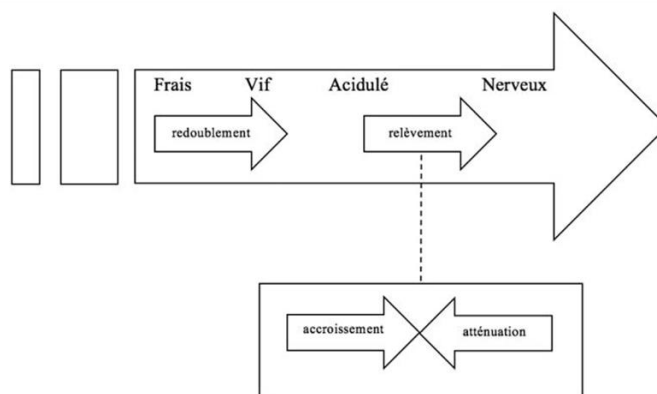 Frais Vif Acidulé Nerveux
redoublement relèvement
accroissement atténuation